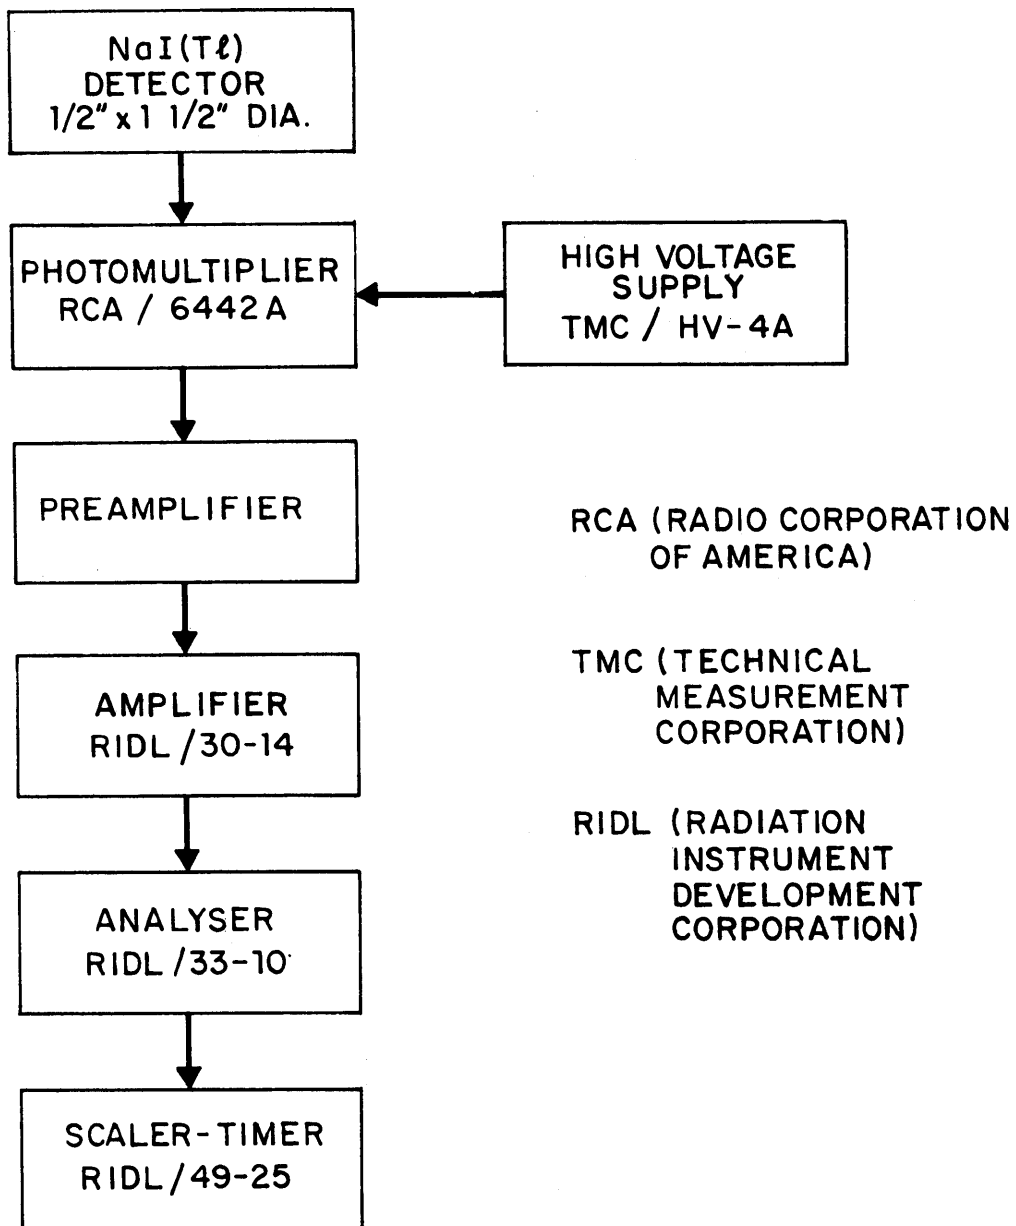 NaI(Tℓ)
DETECTOR
1/2" x 1 1/2" DIA.
PHOTOMULTIPLIER
RCA / 6442A
HIGH VOLTAGE
SUPPLY
TMC / HV-4A
PREAMPLIFIER
RCA (RADIO CORPORATION
OF AMERICA)
AMPLIFIER
RIDL /30-14
TMC (TECHNICAL
MEASUREMENT
CORPORATION)
ANALYSER
RIDL /33-10
RIDL (RADIATION
INSTRUMENT
DEVELOPMENT
CORPORATION)
SCALER-TIMER
RIDL /49-25